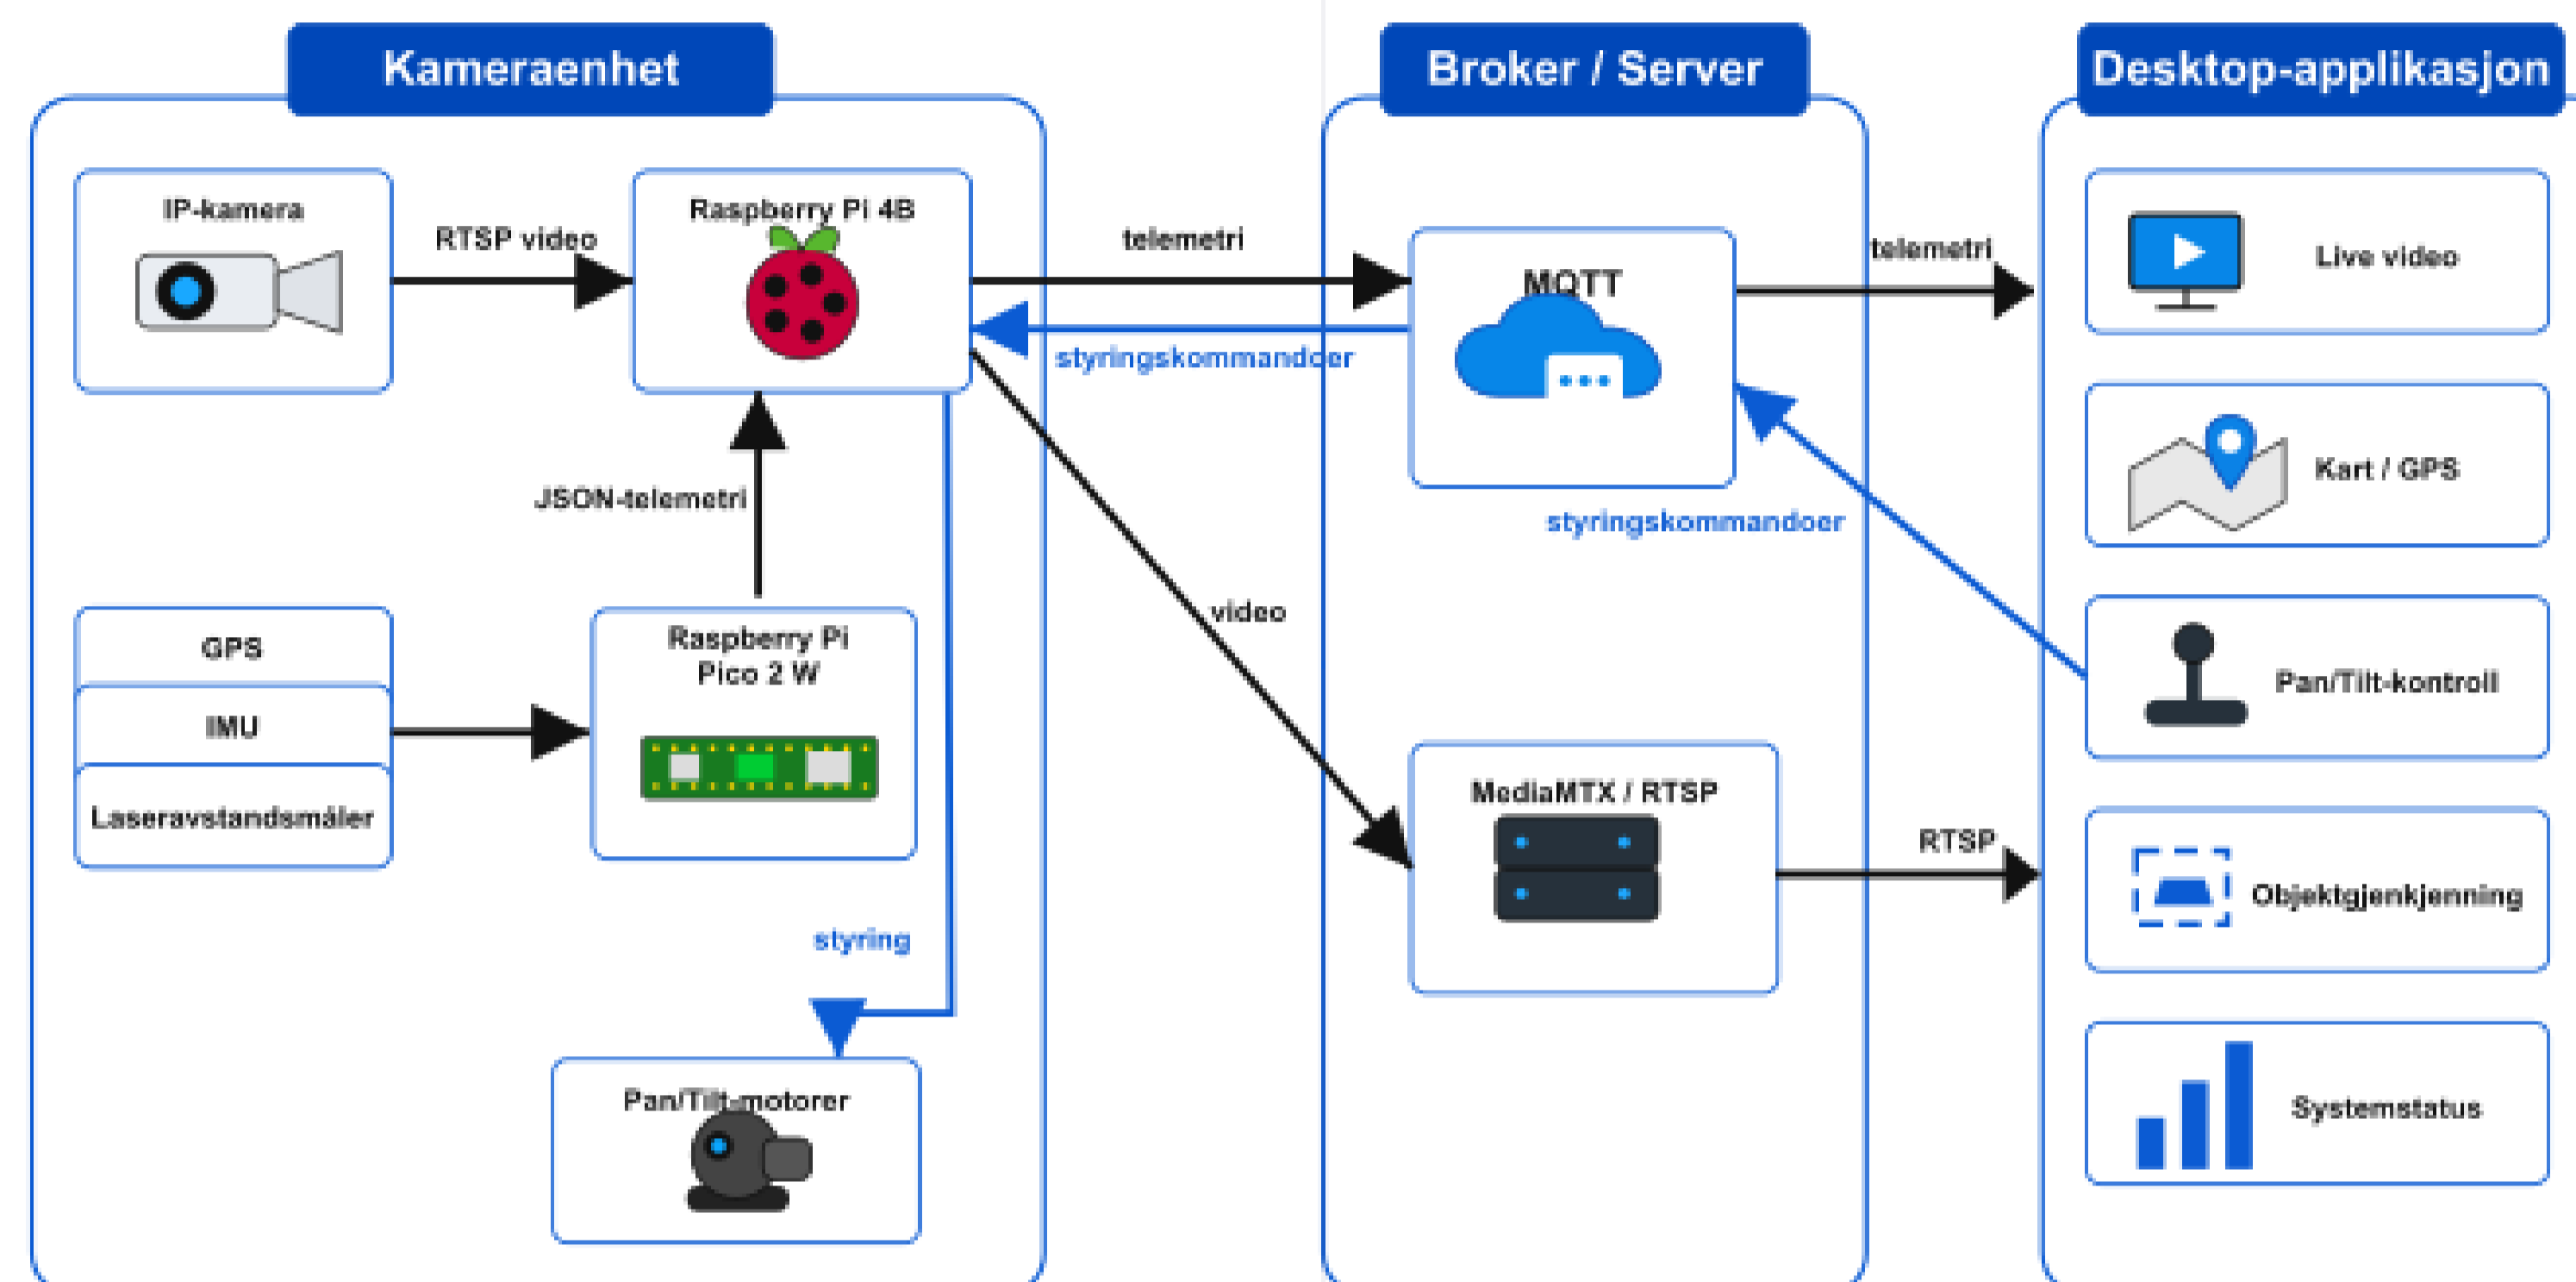 Kameraenhet
IP-kamera
RTSP video
Raspberry Pi 4B
JSON-telemetri
GPS
IMU
Laseravstandsmåler
Raspberry Pi
Pico 2 W
styring
Pan/Tilt-motorer
telemetri
styringskommandoer
video
Broker / Server
MQTT
styringskommandoer
MediaMTX / RTSP
telemetri
RTSP
Desktop-applikasjon
Live video
Kart / GPS
Pan/Tilt-kontroll
Objektgjenkjenning
Systemstatus